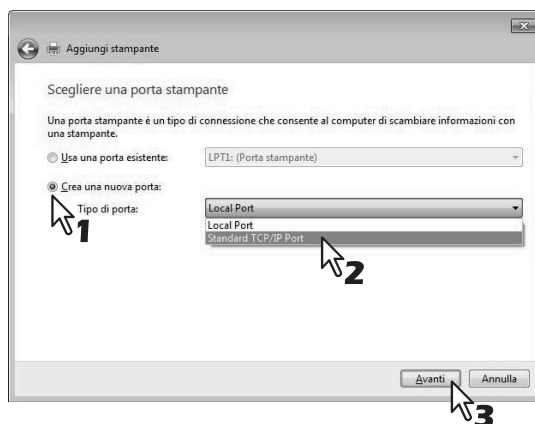 Aggiungi stampante
Scegliere una porta stampante
Una porta stampante è un tipo di connessione che consente al computer di scambiare informazioni con
una stampante.
Usa una porta esistente:
LPT1: (Porta stampante)
Crea una nuova porta:
Tipo di porta:
Local Port
Local Port
Standard TCP/IP Port
1
2
Avanti
Annulla
3